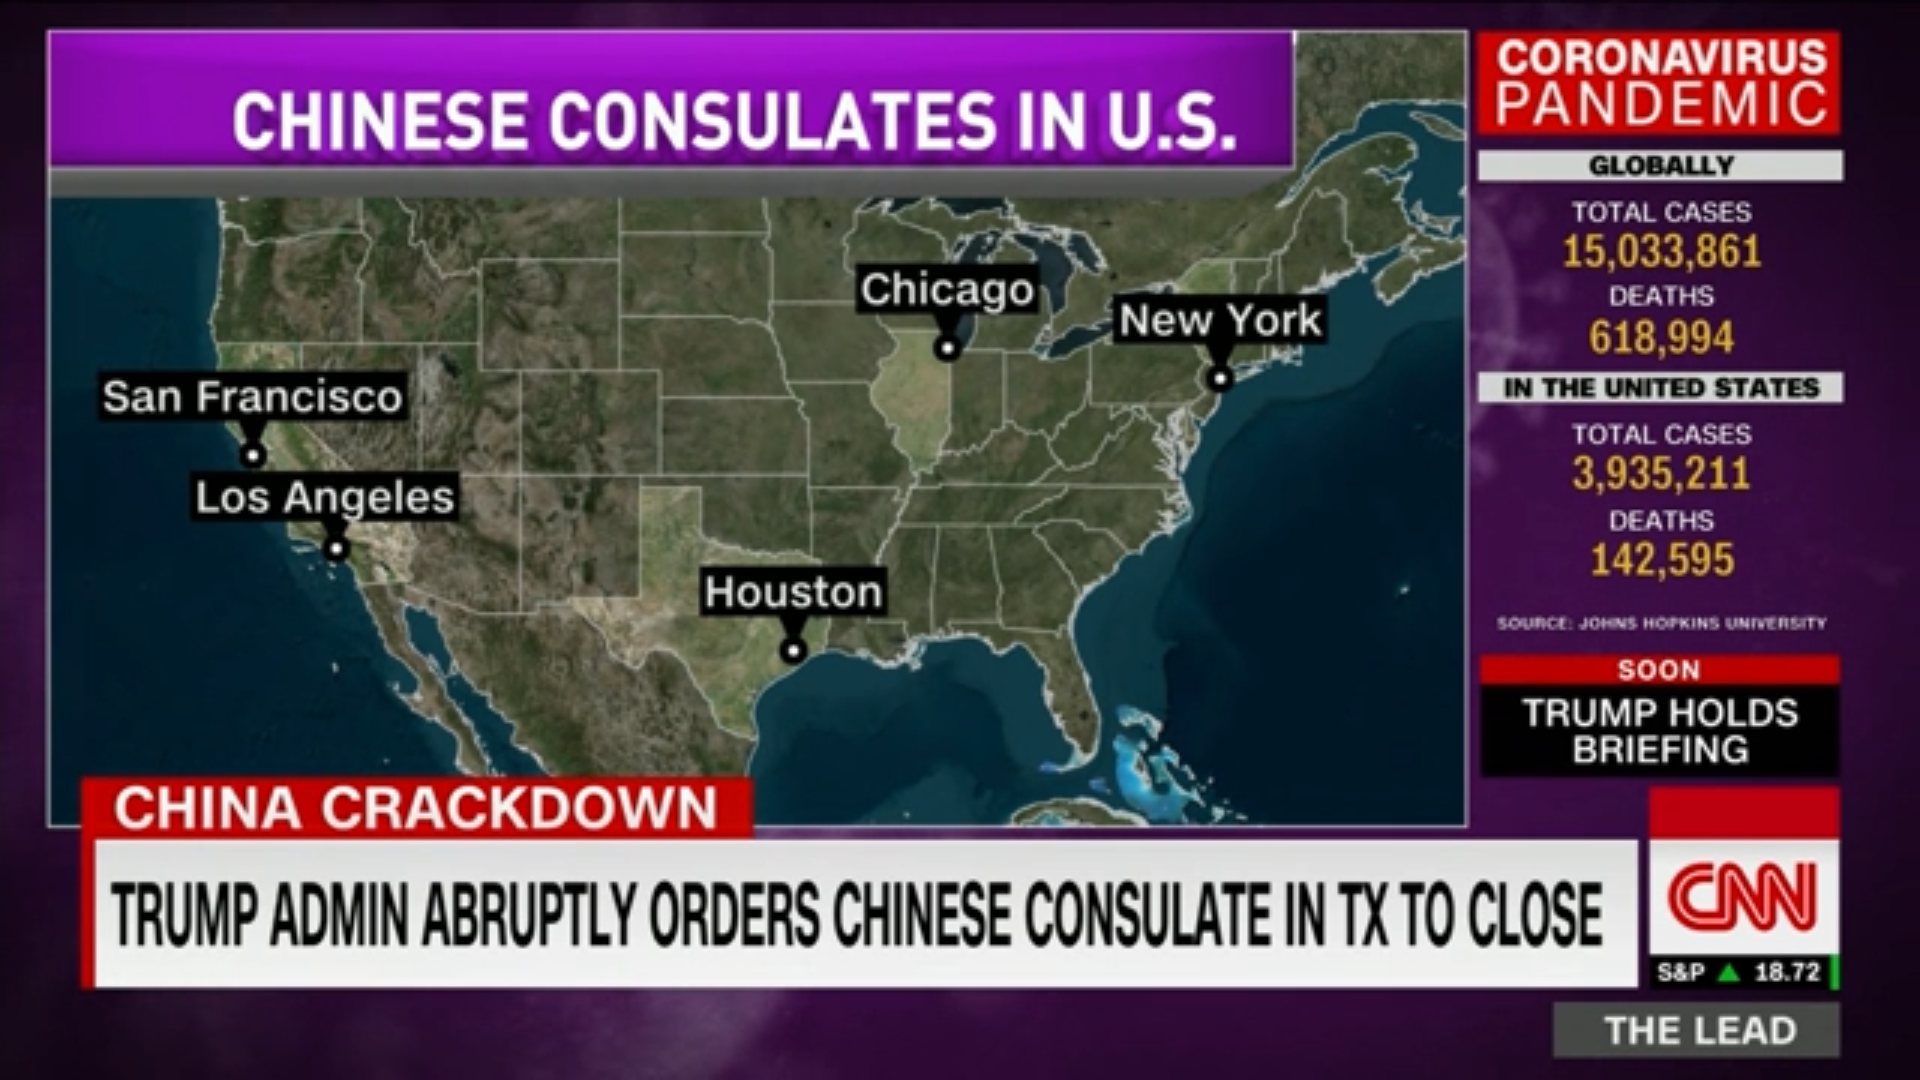 CHINESE CONSULATES IN U.S.
Chicago
New York
San Francisco
Los Angeles
Houston
CHINA CRACKDOWN
TRUMP ADMIN ABRUPTLY ORDERS CHINESE CONSULATE IN TX TO CLOSE
CORONAVIRUS
PANDEMIC
GLOBALLY
TOTAL CASES
15,033,861
DEATHS
618,994
IN THE UNITED STATES
TOTAL CASES
3,935,211
DEATHS
142,595
SOURCE: JOHNS HOPKINS UNIVERSITY
SOON
TRUMP HOLDS
BRIEFING
CNN
S&P ▲ 18.72
THE LEAD